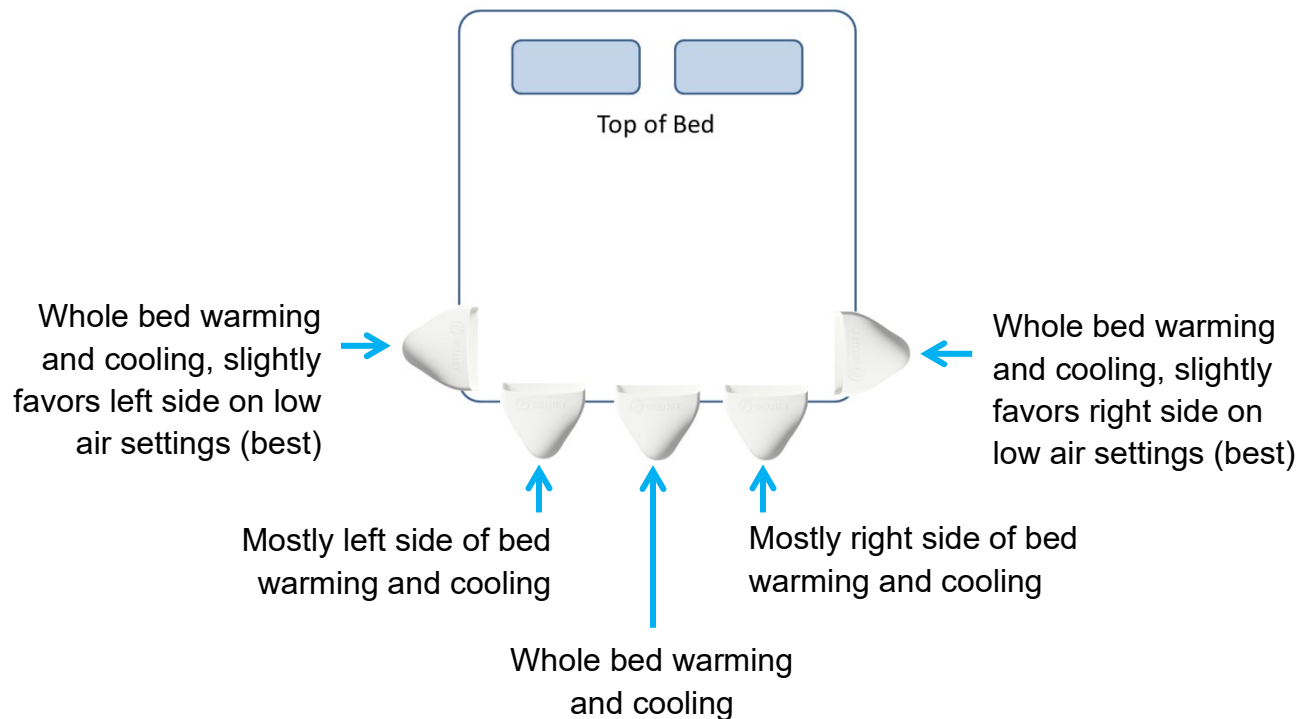 Top of Bed
Whole bed warming
and cooling, slightly
favors left side on low
air settings (best)
Whole bed warming
and cooling, slightly
favors right side on
low air settings (best)
Mostly left side of bed
warming and cooling
Mostly right side of bed
warming and cooling
Whole bed warming
and cooling